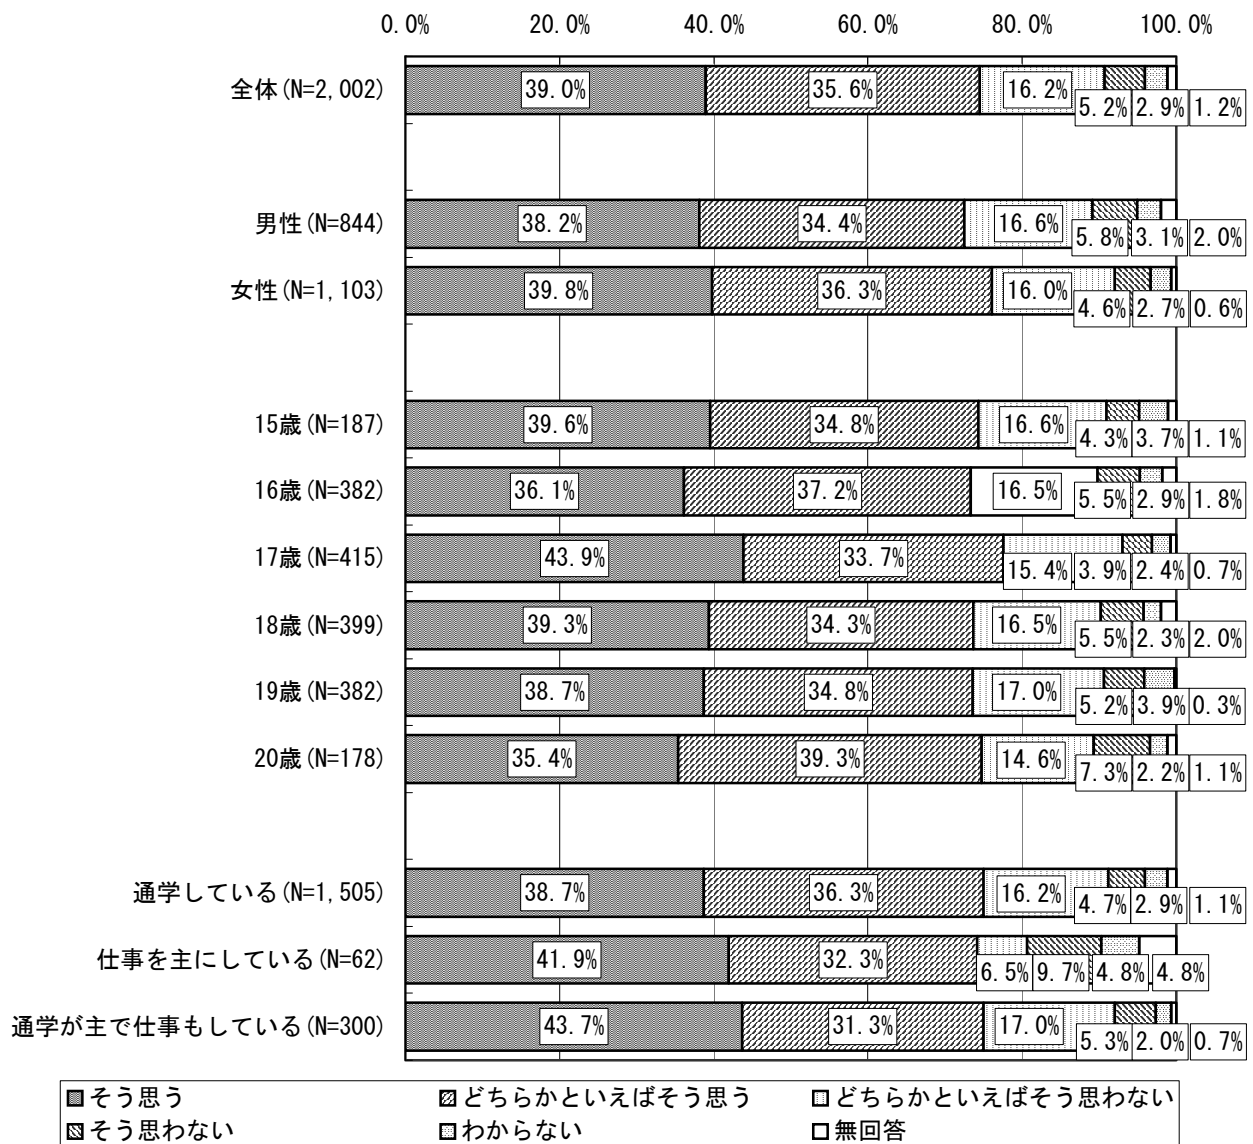 0.0% 20.0% 40.0% 60.0% 80.0% 100.0%
全体(N=2,002) 39.0% 35.6% 16.2% 5.2% 2.9% 1.2%
男性(N=844) 38.2% 34.4% 16.6% 5.8% 3.1% 2.0%
女性(N=1,103) 39.8% 36.3% 16.0% 4.6% 2.7% 0.6%
15歳(N=187) 39.6% 34.8% 16.6% 4.3% 3.7% 1.1%
16歳(N=382) 36.1% 37.2% 16.5% 5.5% 2.9% 1.8%
17歳(N=415) 43.9% 33.7% 15.4% 3.9% 2.4% 0.7%
18歳(N=399) 39.3% 34.3% 16.5% 5.5% 2.3% 2.0%
19歳(N=382) 38.7% 34.8% 17.0% 5.2% 3.9% 0.3%
20歳(N=178) 35.4% 39.3% 14.6% 7.3% 2.2% 1.1%
通学している(N=1,505) 38.7% 36.3% 16.2% 4.7% 2.9% 1.1%
仕事を主にしている(N=62) 41.9% 32.3% 6.5% 9.7% 4.8% 4.8%
通学が主で仕事もしている(N=300) 43.7% 31.3% 17.0% 5.3% 2.0% 0.7%
そう思う どちらかといえばそう思う どちらかといえばそう思わない
そう思わない わからない 無回答